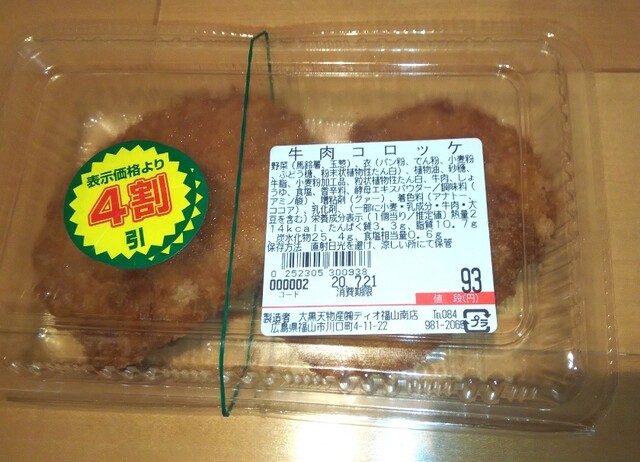 表示価格より
4割
引
牛肉コロッケ
野菜(馬鈴薯、玉葱)、衣(パン粉、でん粉、小麦粉
、ぶどう糖、粉末状植物性たん白)、植物油、砂糖、
牛脂、小麦粉加工品、粒状植物性たん白、牛肉、しょ
うゆ、食塩、香辛料、酵母エキスパウダー/調味料(
アミノ酸)、増粘剤(グァー)、着色料(アナトー、
ココア)、乳化剤、(一部に小麦・乳成分・牛肉・大
豆を含む)栄養成分表示(1個当り/推定値)熱量2
14kcal、たんぱく質3.3g、脂質10.7g
炭水化物25.4g、食塩相当量0.6g
保存方法 直射日光を避け、涼しい所にて保管
0 252305 300938
000002
コード
20.7.21
消費期限
93
値段(円)
製造者 大黒天物産㈱ディオ福山南店 ℡084
広島県福山市川口町4-11-22 981-2069
プラ